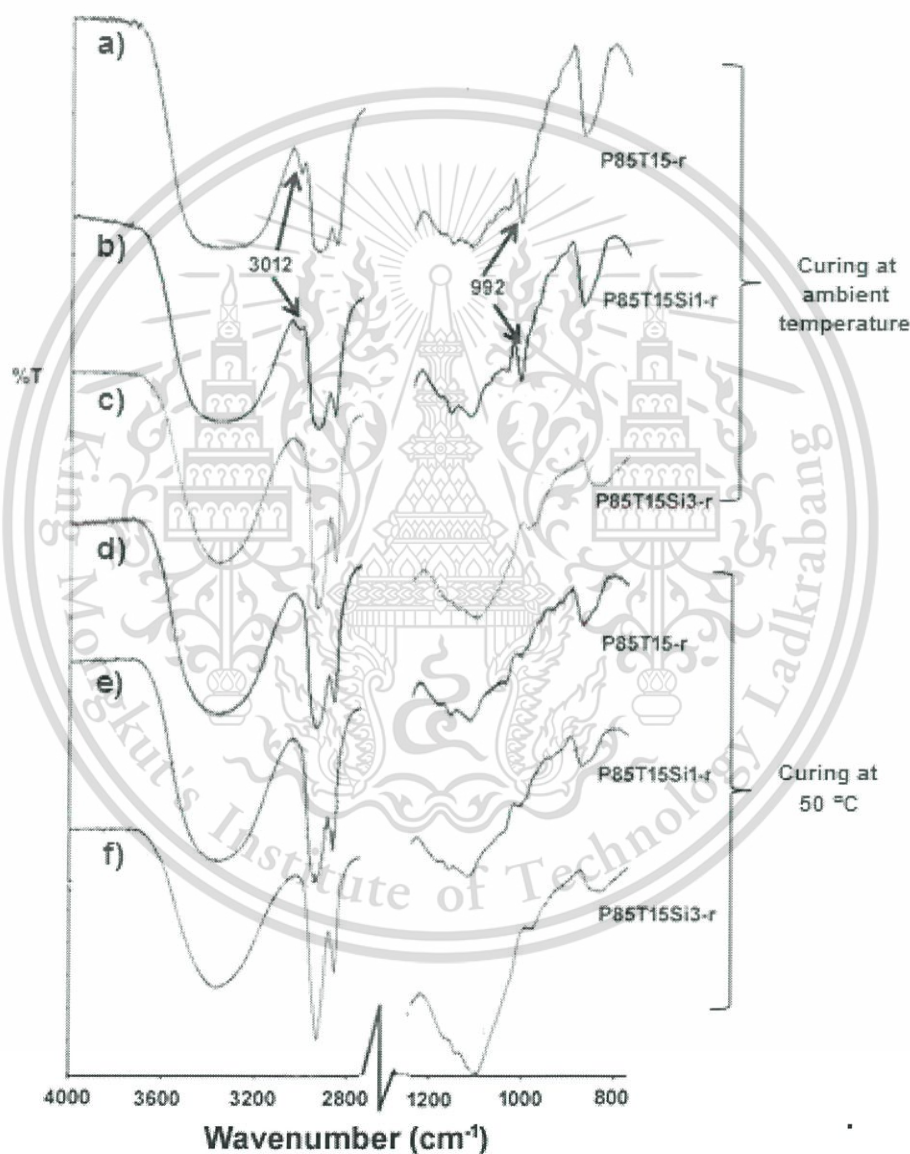 a)
P85T15-r
b)
3012
992
P85T15Si1-r
Curing at
ambient
temperature
%T
c)
P85T15Si3-r
d)
P85T15-r
e)
P85T15Si1-r
Curing at
50 °C
f)
P85T15Si3-r
4000 3600 3200 2800 1200 1000 800
Wavenumber (cm⁻¹)
King Mongkut's Institute of Technology Ladkrabang